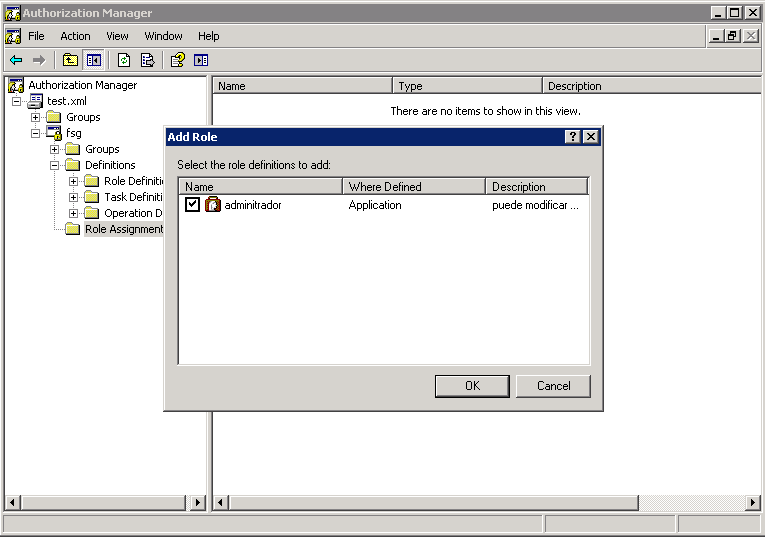 Authorization Manager
File Action View Window Help
Authorization Manager
test.xml
Groups
fsg
Groups
Definitions
Role Definiti
Task Definiti
Operation D
Role Assignment
Name Type Description
There are no items to show in this view.
Add Role
Select the role definitions to add:
Name Where Defined Description
adminitrador Application puede modificar ...
OK Cancel